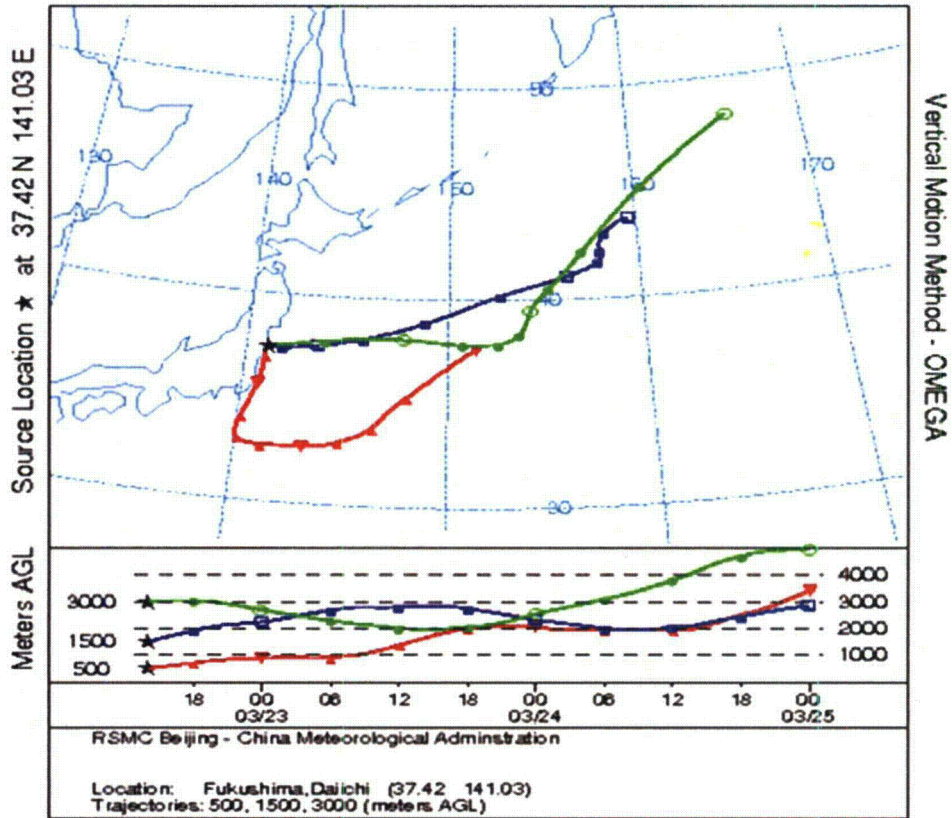 Source Location ★ at 37.42 N 141.03 E
Vertical Motion Method - OMEGA
50
130
140
150
160
170
40
30
Meters AGL
4000
3000
3000
2000
1500
1000
500
18 00 06 12 18 00 06 12 18 00
03/23 03/24 03/25
RSMC Beijing - China Meteorological Adminstration
Location: Fukushima,Daiichi (37.42 141.03)
Trajectories: 500, 1500, 3000 (meters AGL)